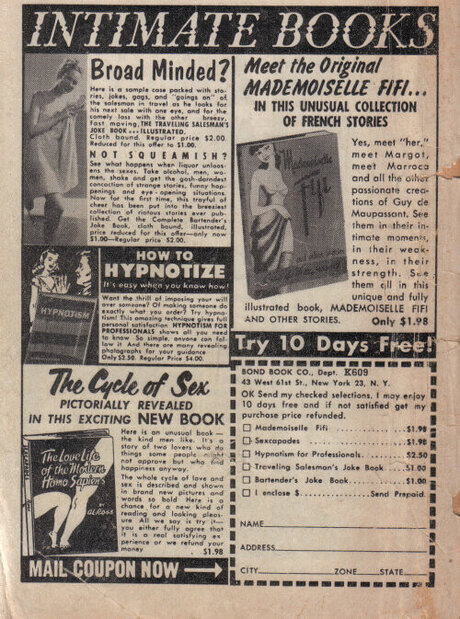 INTIMATE BOOKS
Broad Minded?
Here is a sample case packed with sto-
ries, jokes, gags, and "goings on" of
the salesman in travel as he looks for
his next sale with one eye, and for the
comely lass with the other breezy,
fast moving, THE TRAVELING SALESMAN'S
JOKE BOOK...ILLUSTRATED.
Cloth bound. Regular price $2.00
Reduced for this offer to $1.00.
NOT SQUEAMISH?
See what happens when liquor unloos-
ens the sexes. Take alcohol, men, wo-
men, shake and get the gosh-darndest
concoction of strange stories, funny hap-
penings and eye-opening situations.
Now for the first time, this trayful of
cheer has been put into the breeziest
collection of riotous stories ever pub-
lished. Get the Complete Bartender's
Joke Book, cloth bound, illustrated,
price reduced for this offer—only now
$1.00—Regular price $2.00.
HOW TO
HYPNOTIZE
It's easy when you know how!
HYPNOTISM
Want the thrill of imposing your will
over someone? Of making someone do
exactly what you order? Try hypno-
tism! This amazing technique gives full
personal satisfaction HYPNOTISM FOR
PROFESSIONALS shows all you need
to know. So simple, anyone can fol-
low it And there are many revealing
photographs for your guidance
Only $2.50. Regular Price $4.00.
The Cycle of Sex
PICTORIALLY REVEALED
IN THIS EXCITING NEW BOOK
The Love Life
of the Modern
Homo Sapiens
by
AL ROSS
Here is an unusual book —
the kind men like. It's a
story of two lovers who do
things some people might
not approve but who find
happiness anyway.
The whole cycle of love and
sex is described and shown
in brand new pictures and
words so bold Here is a
chance for a new kind of
reading and looking pleas-
ure All we say is try it—
you either fully agree that
it is a real satisfying ex-
perience or we refund your
money $1.98
MAIL COUPON NOW
Meet the Original
MADEMOISELLE FIFI...
IN THIS UNUSUAL COLLECTION
OF FRENCH STORIES
Mademoiselle
Fifi
Yes, meet "her,"
meet Margot,
meet Marroca
and all the other
passionate crea-
tions of Guy de
Maupassant. See
them in their in-
timate moments,
in their weak-
ness, in their
strength. See
them all in this
unique and fully
illustrated book, MADEMOISELLE FIFI
AND OTHER STORIES.
Only $1.98
Try 10 Days Free!
BOND BOOK CO., Dept. K609
43 West 61st St., New York 23, N. Y.
OK Send my checked selections. I may enjoy
10 days free and if not satisfied get my
purchase price refunded.
Mademoiselle Fifi $1.98
Sexcapades $1.98
Hypnotism for Professionals $2.50
Traveling Salesman's Joke Book $1.00
Bartender's Joke Book $1.00
I enclose $ Send Prepaid.
NAME
ADDRESS
CITY ZONE STATE